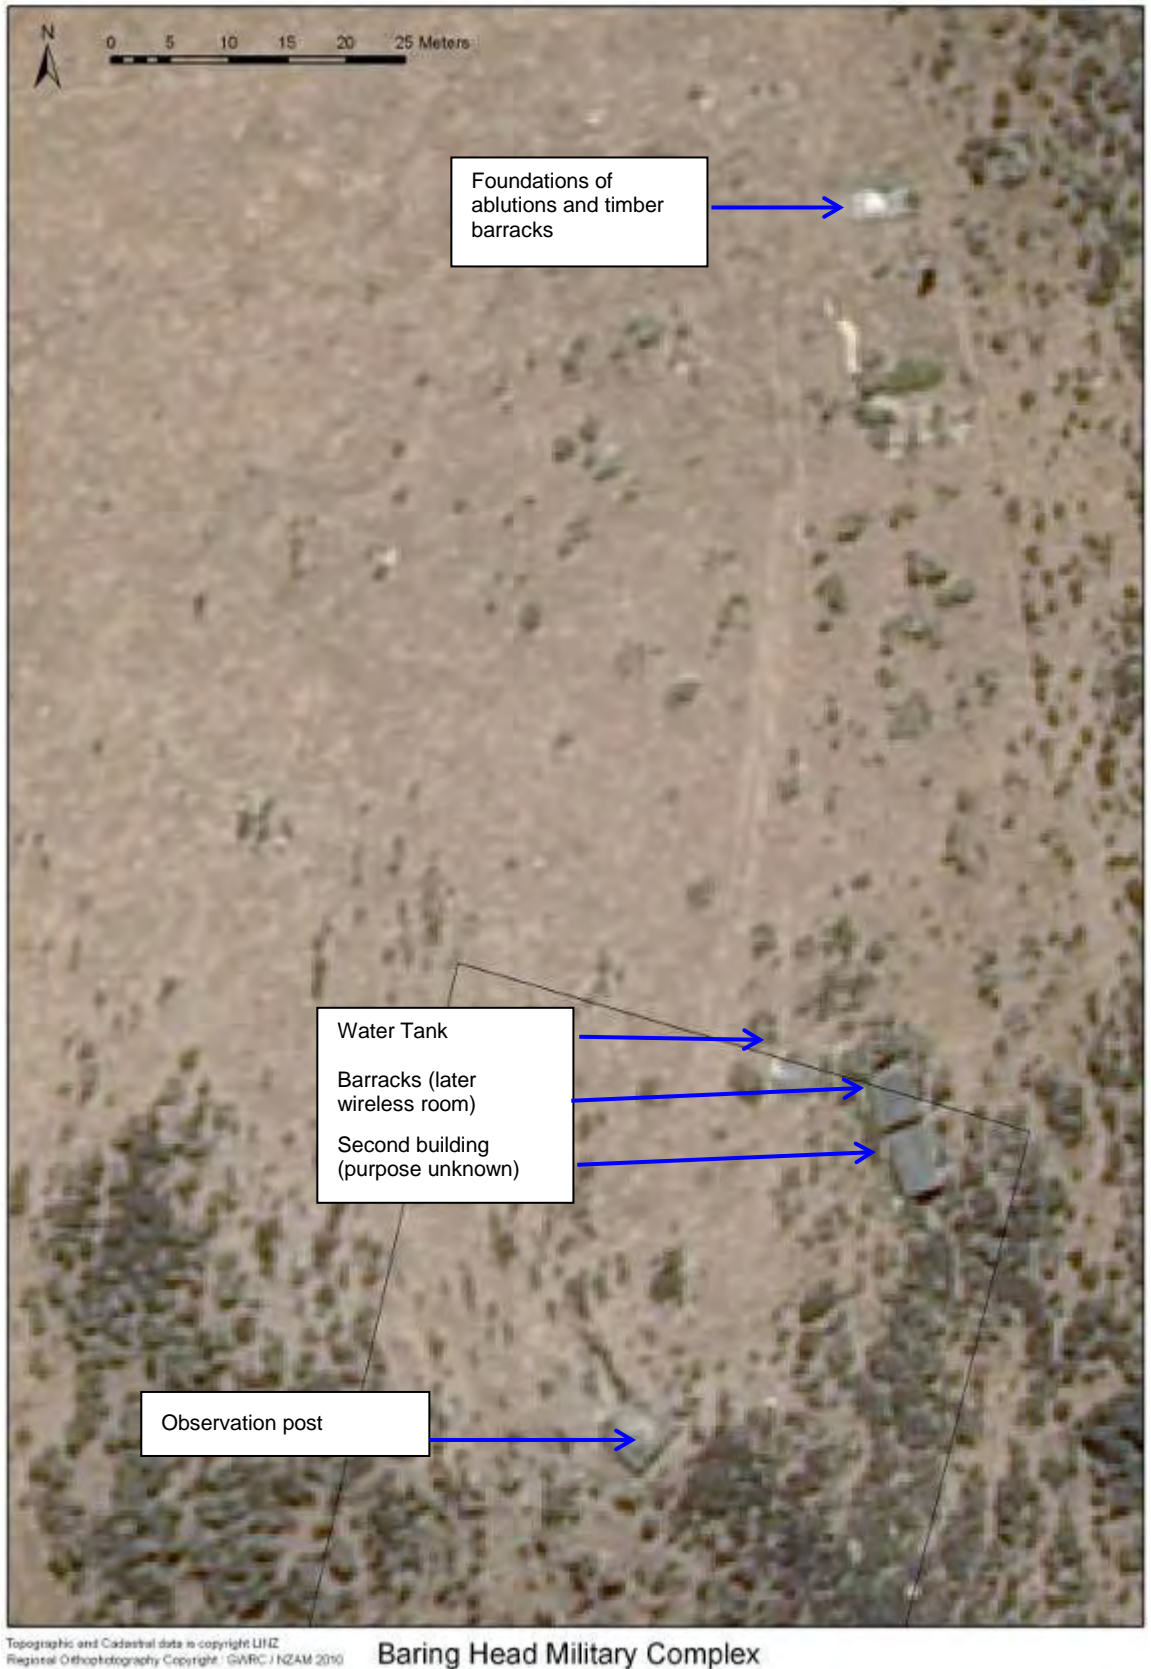 N
0 5 10 15 20 25 Meters
Foundations of
ablutions and timber
barracks
Water Tank
Barracks (later
wireless room)
Second building
(purpose unknown)
Observation post
Topographic and Cadastral data is copyright LINZ
Regional Orthophotography Copyright : GWRC / NZAM 2010
Baring Head Military Complex